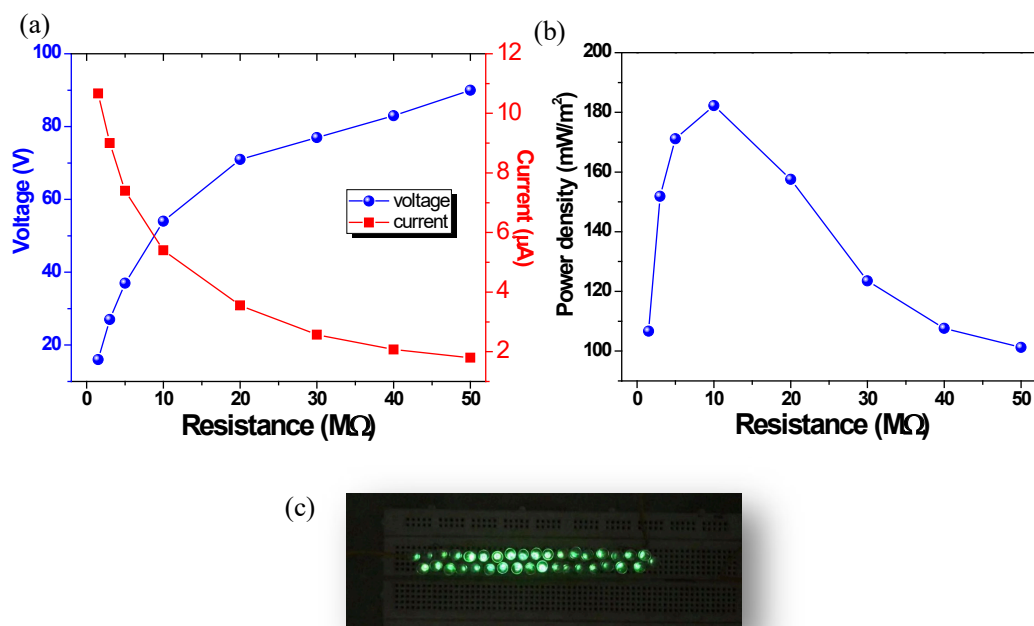 (a)
100
80
60
40
20
Voltage (V)
12
10
8
6
4
2
Current (µA)
voltage
current
0 10 20 30 40 50
Resistance (MΩ)
(b)
200
180
160
140
120
100
Power density (mW/m²)
0 10 20 30 40 50
Resistance (MΩ)
(c)